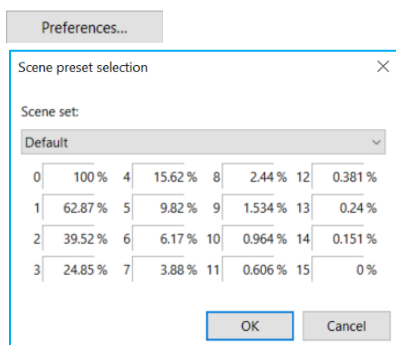 Preferences...
Scene preset selection
Scene set:
Default
0 100 % 4 15.62 % 8 2.44 % 12 0.381 %
1 62.87 % 5 9.82 % 9 1.534 % 13 0.24 %
2 39.52 % 6 6.17 % 10 0.964 % 14 0.151 %
3 24.85 % 7 3.88 % 11 0.606 % 15 0 %
OK Cancel